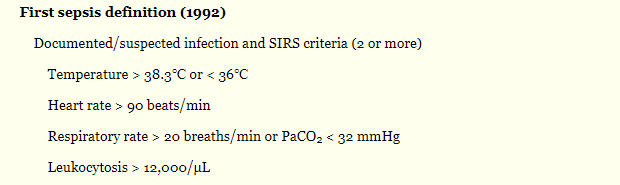 First sepsis definition (1992)
Documented/suspected infection and SIRS criteria (2 or more)
Temperature > 38.3°C or < 36°C
Heart rate > 90 beats/min
Respiratory rate > 20 breaths/min or PaCO₂ < 32 mmHg
Leukocytosis > 12,000/μL